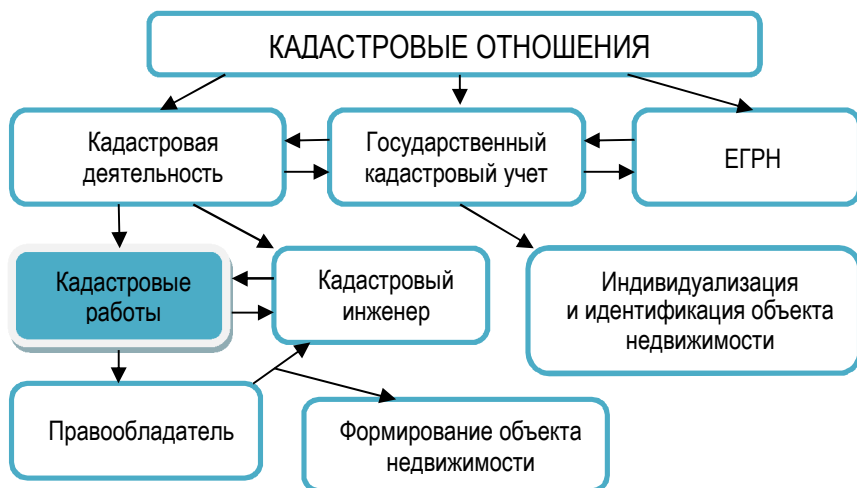 КАДАСТРОВЫЕ ОТНОШЕНИЯ
Кадастровая
деятельность
Государственный
кадастровый учет
ЕГРН
Кадастровые
работы
Кадастровый
инженер
Индивидуализация
и идентификация объекта
недвижимости
Правообладатель
Формирование объекта
недвижимости